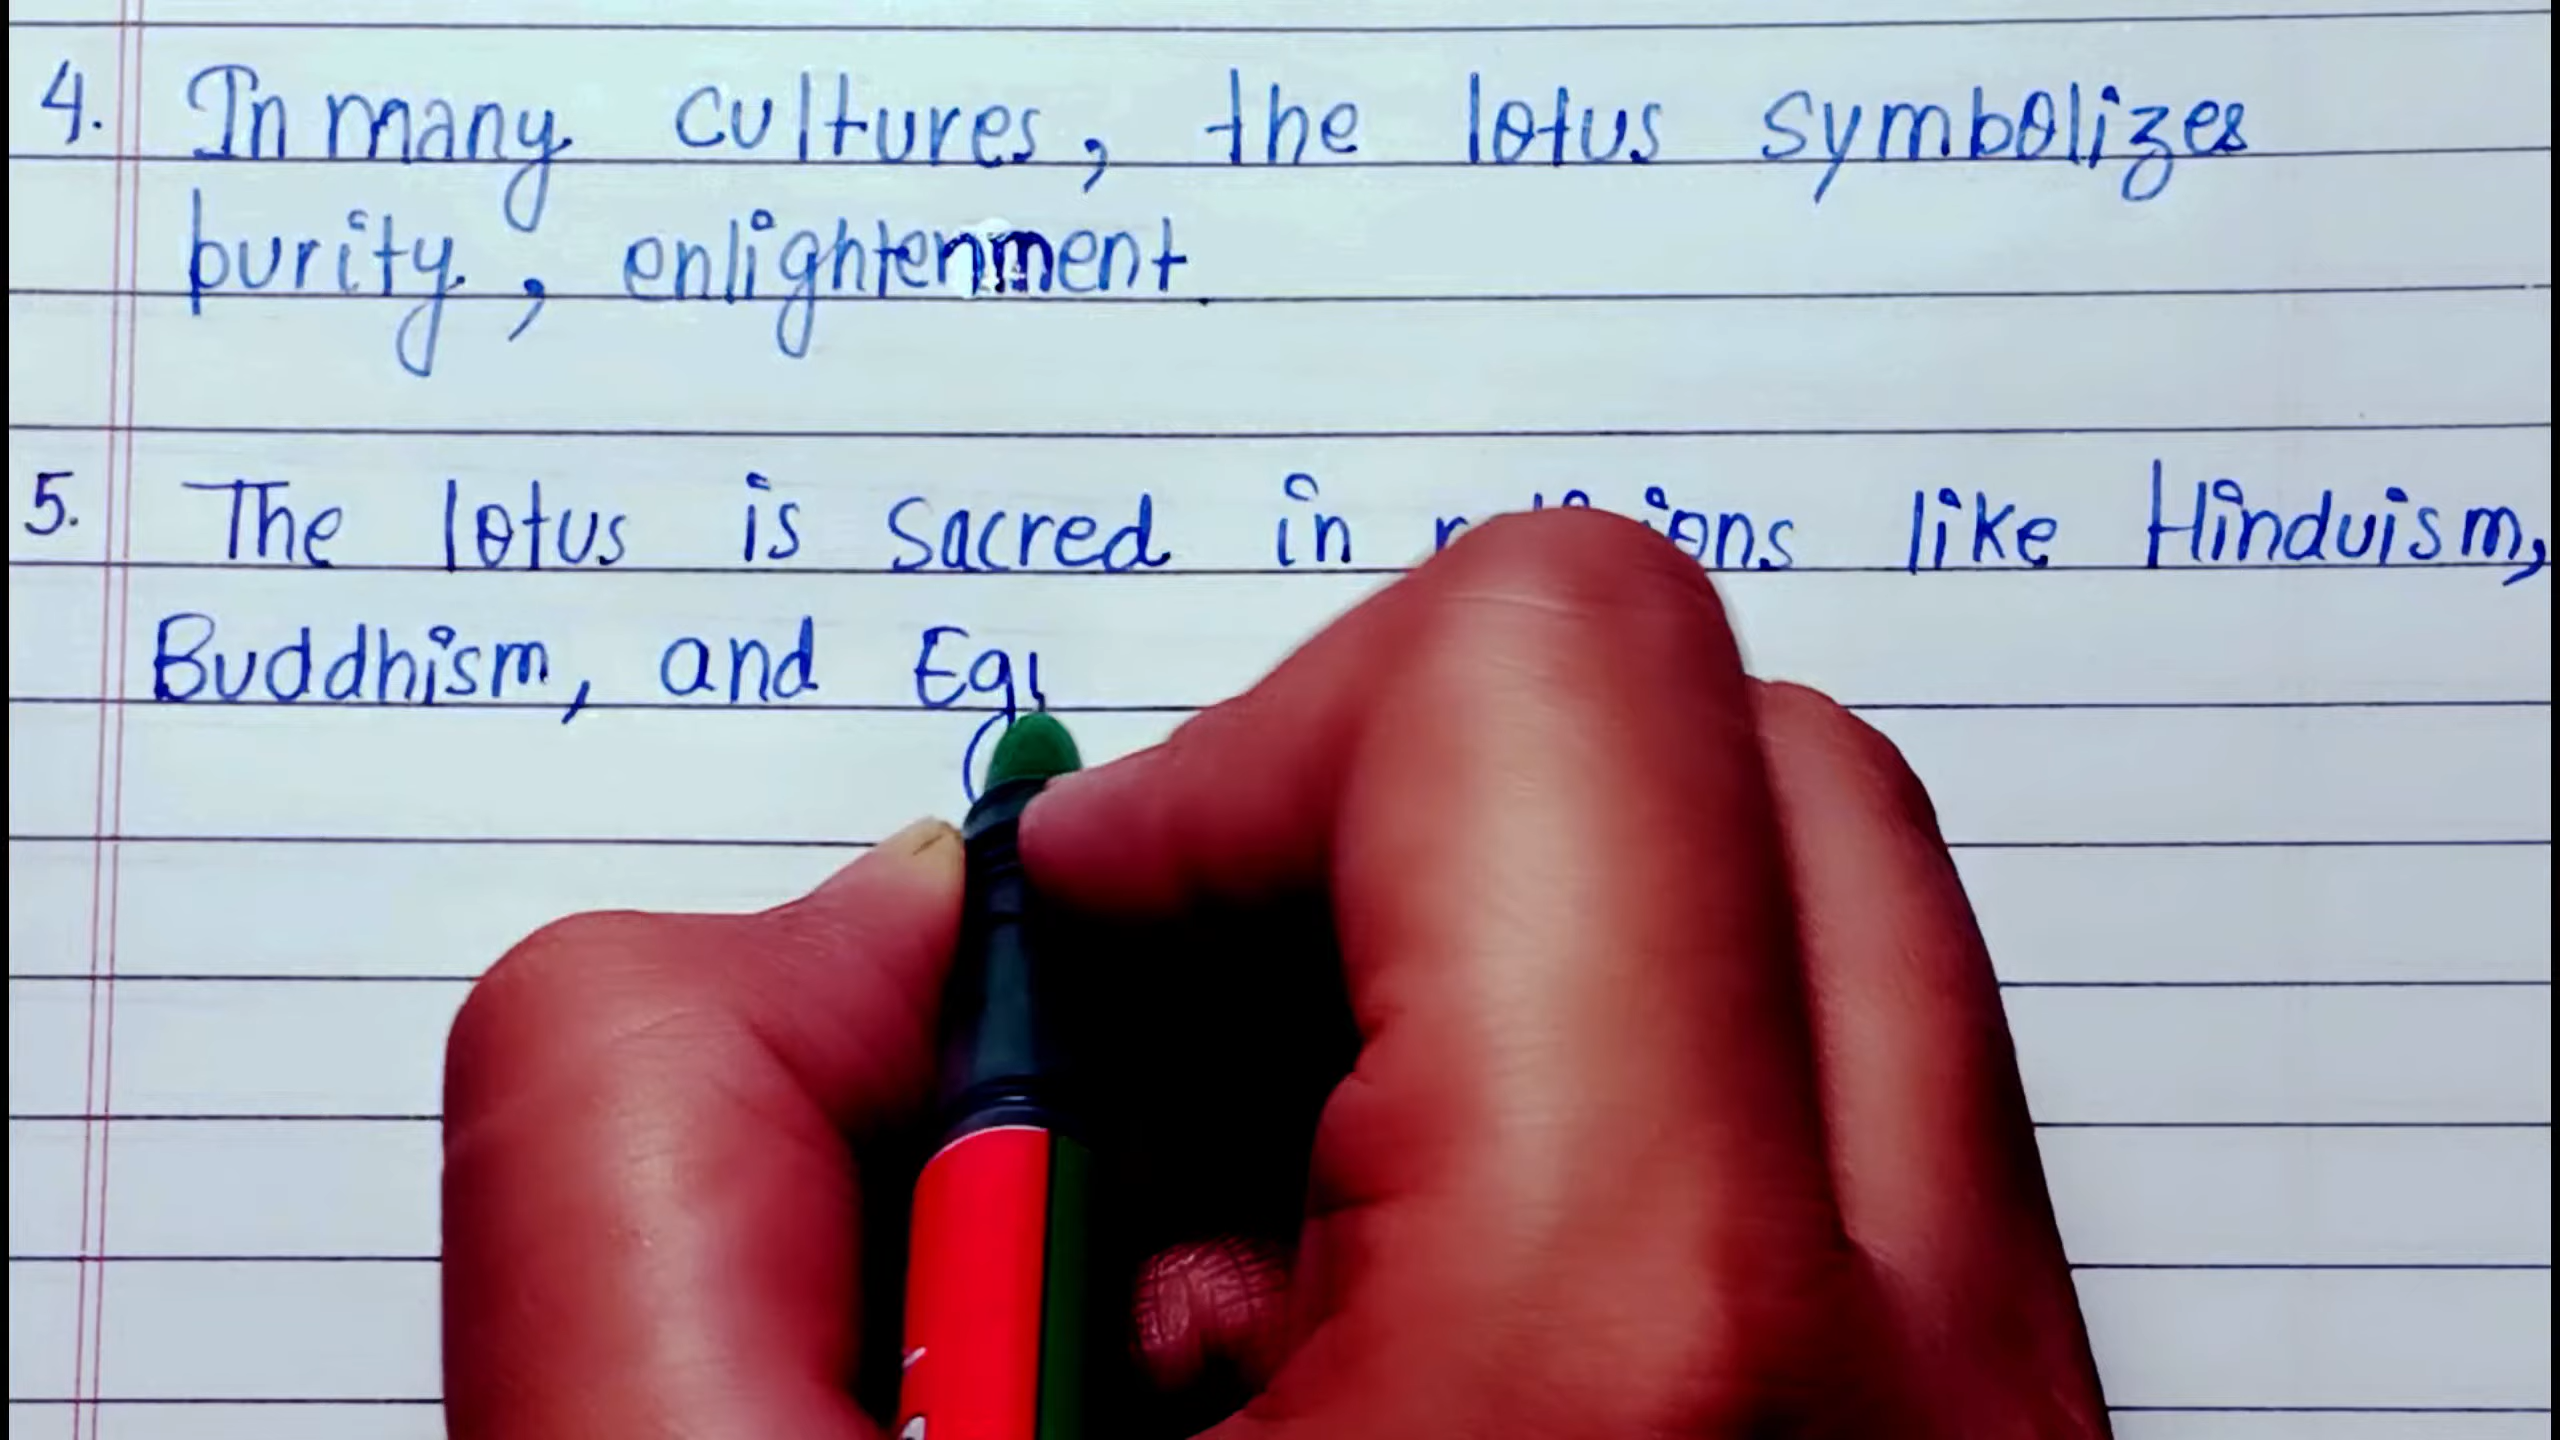 4. In many cultures, the lotus symbolizes
purity, enlightenment.
5. The lotus is sacred in like Hinduism,
Buddhism, and